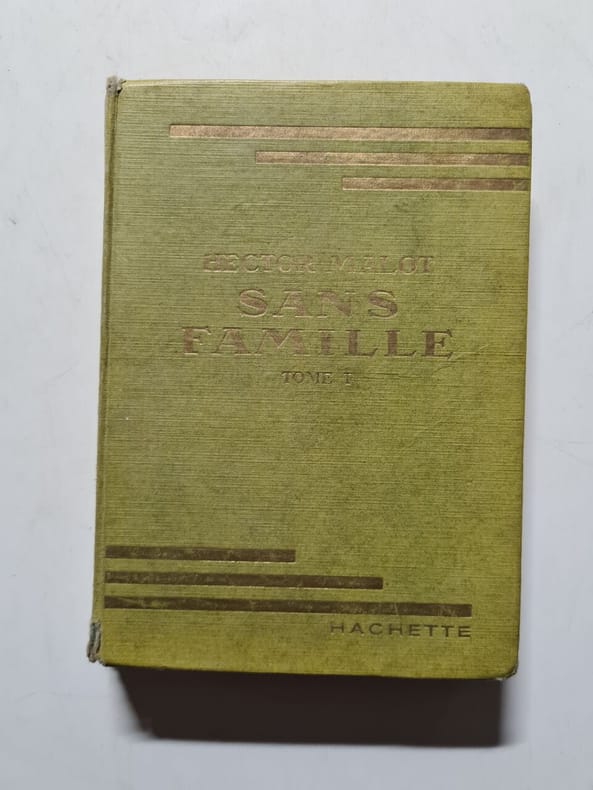 HECTOR MALOT
SANS
FAMILLE
TOME I
HACHETTE